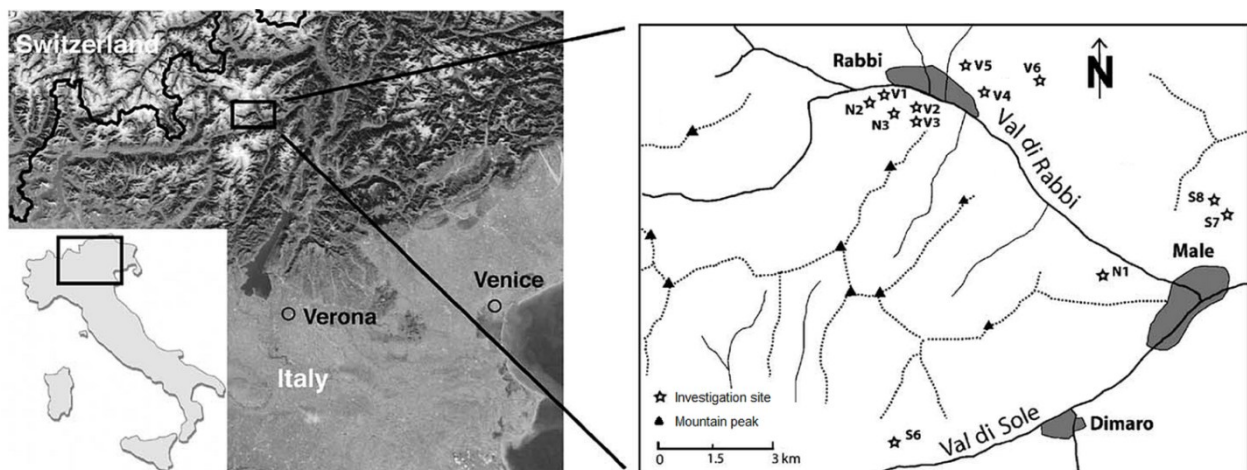 Switzerland
Venice
Verona
Italy
Rabbi
V5
V6
N
V1
V4
N2
V2
N3
V3
Val di Rabbi
S8
S7
Male
N1
Investigation site
Mountain peak
S6
Val di Sole
Dimaro
0 1.5 3 km